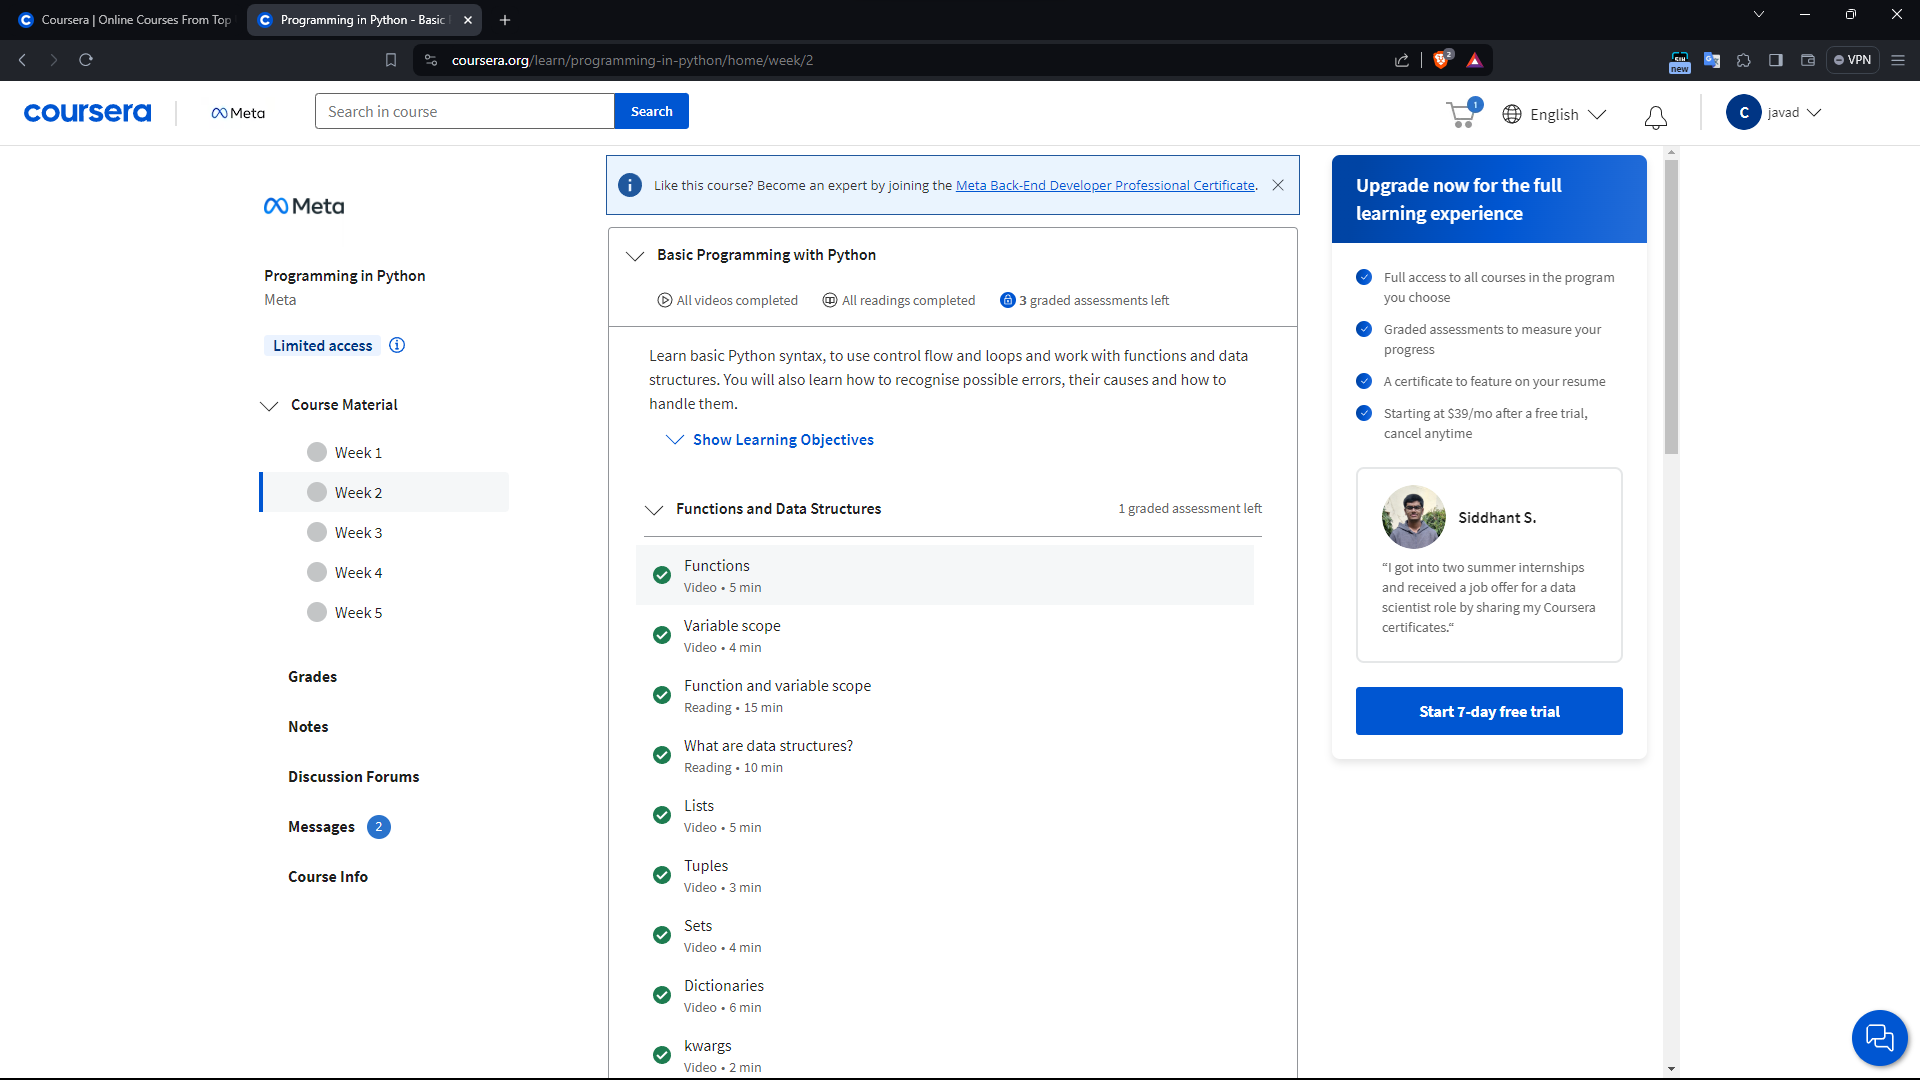 Coursera | Online Courses From Top
Programming in Python - Basic
coursera.org/learn/programming-in-python/home/week/2
2
new
VPN
coursera
Meta
Search in course
Search
1
English
C
javad
Meta
Programming in Python
Meta
Limited access
Course Material
Week 1
Week 2
Week 3
Week 4
Week 5
Grades
Notes
Discussion Forums
Messages 2
Course Info
Like this course? Become an expert by joining the Meta Back-End Developer Professional Certificate.
Basic Programming with Python
All videos completed
All readings completed
3 graded assessments left
Learn basic Python syntax, to use control flow and loops and work with functions and data
structures. You will also learn how to recognise possible errors, their causes and how to
handle them.
Show Learning Objectives
Functions and Data Structures
1 graded assessment left
Functions
Video • 5 min
Variable scope
Video • 4 min
Function and variable scope
Reading • 15 min
What are data structures?
Reading • 10 min
Lists
Video • 5 min
Tuples
Video • 3 min
Sets
Video • 4 min
Dictionaries
Video • 6 min
kwargs
Video • 2 min
Upgrade now for the full
learning experience
Full access to all courses in the program
you choose
Graded assessments to measure your
progress
A certificate to feature on your resume
Starting at $39/mo after a free trial,
cancel anytime
Siddhant S.
“I got into two summer internships
and received a job offer for a data
scientist role by sharing my Coursera
certificates.“
Start 7-day free trial